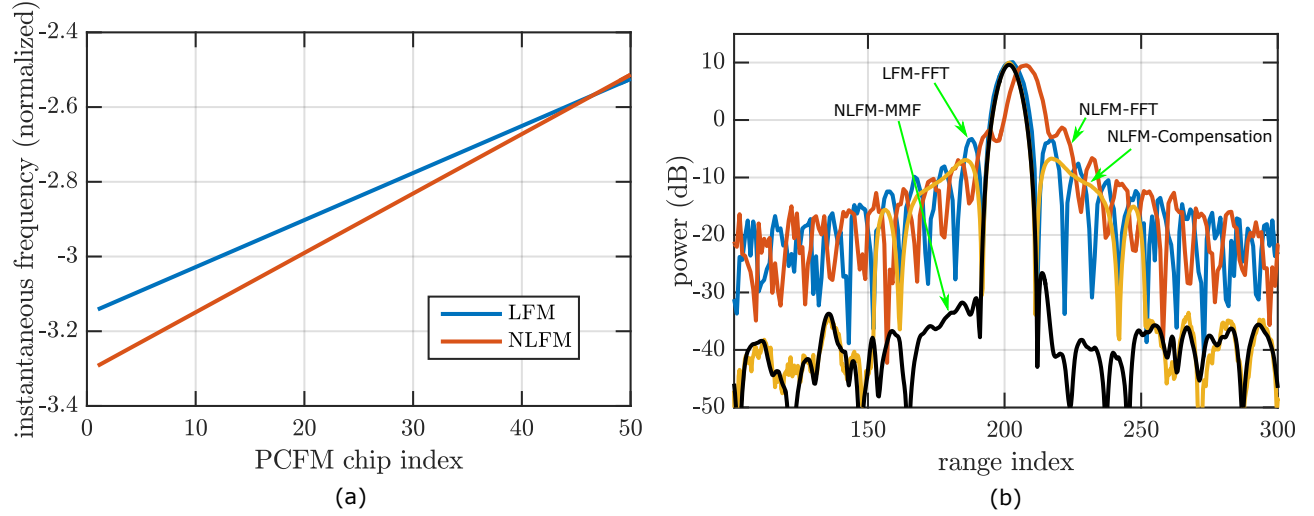 -2.4
-2.6
-2.8
-3
-3.2
-3.4
0
10
20
30
40
50
instantaneous frequency (normalized)
PCFM chip index
LFM
NLFM
(a)
10
0
-10
-20
-30
-40
-50
150
200
250
300
power (dB)
range index
LFM-FFT
NLFM-MMF
NLFM-FFT
NLFM-Compensation
(b)